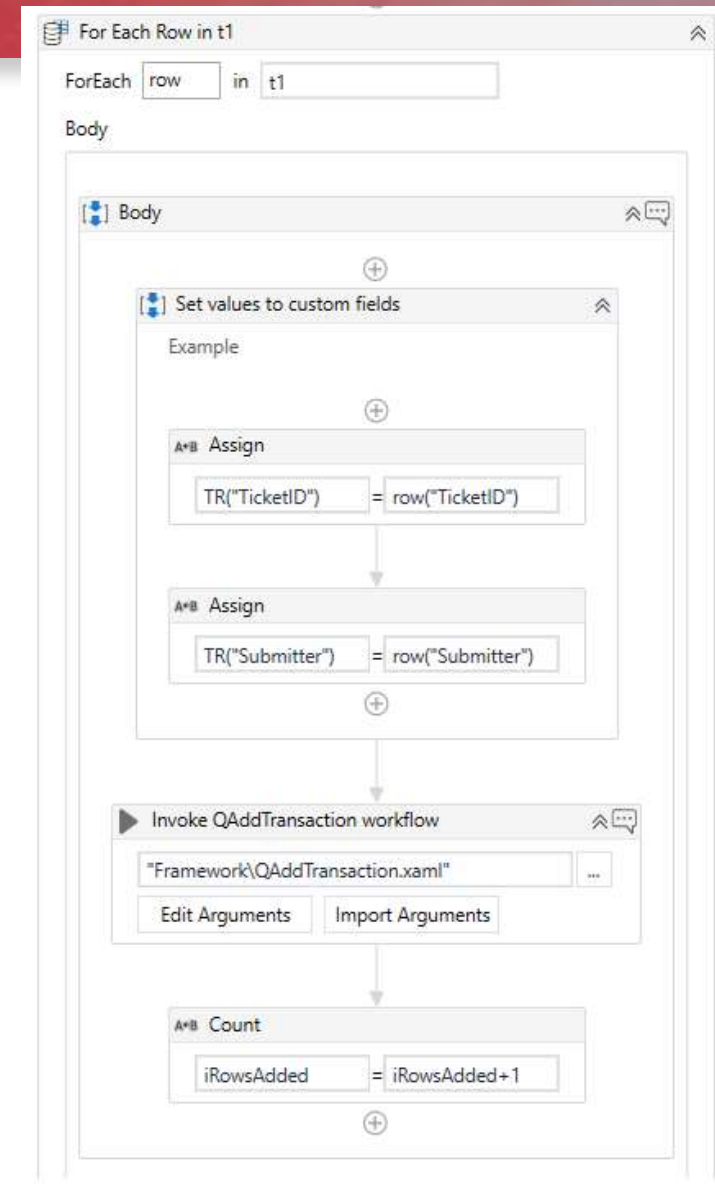 For Each Row in t1
ForEach row in t1
Body
Body
Set values to custom fields
Example
A+B Assign
TR("TicketID") = row("TicketID")
A+B Assign
TR("Submitter") = row("Submitter")
Invoke QAddTransaction workflow
"Framework\QAddTransaction.xaml" ...
Edit Arguments Import Arguments
A+B Count
iRowsAdded = iRowsAdded+1